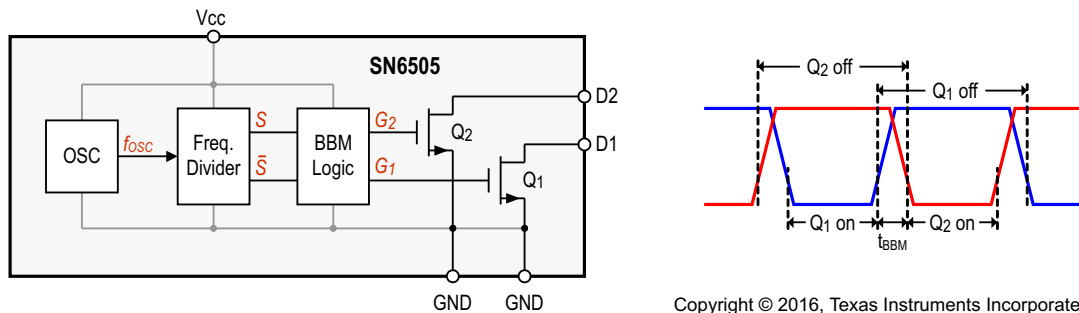 Vcc
SN6505
D2
D1
OSC
fOSC
Freq.
Divider
S
S̄
BBM
Logic
G2
G1
Q2
Q1
GND
GND
Q2 off
Q1 off
Q1 on
tBBM
Q2 on
Copyright © 2016, Texas Instruments Incorporate